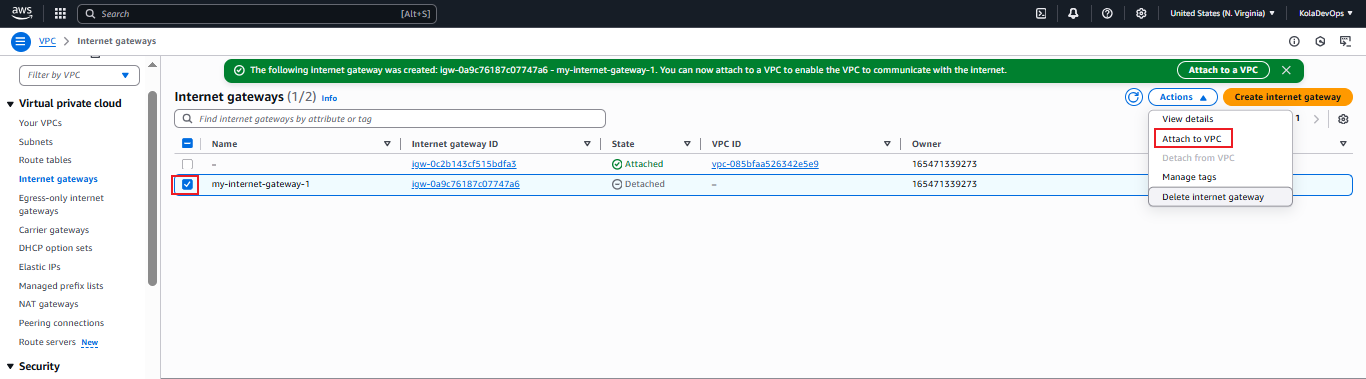 aws Search [Alt+S] United States (N. Virginia) KolaDevOps
VPC > Internet gateways
Filter by VPC
The following internet gateway was created: igw-0a9c76187c07747a6 - my-internet-gateway-1. You can now attach to a VPC to enable the VPC to communicate with the internet. Attach to a VPC
Virtual private cloud
Your VPCs
Subnets
Route tables
Internet gateways
Egress-only internet
gateways
Carrier gateways
DHCP option sets
Elastic IPs
Managed prefix lists
NAT gateways
Peering connections
Route servers New
Security
Internet gateways (1/2) Info
Actions Create internet gateway
Find internet gateways by attribute or tag
1
View details
Attach to VPC
Detach from VPC
Manage tags
Delete internet gateway
Name Internet gateway ID State VPC ID Owner
– igw-0c2b143cf515bdfa3 Attached vpc-085bfaa526342e5e9 165471339273
my-internet-gateway-1 igw-0a9c76187c07747a6 Detached – 165471339273